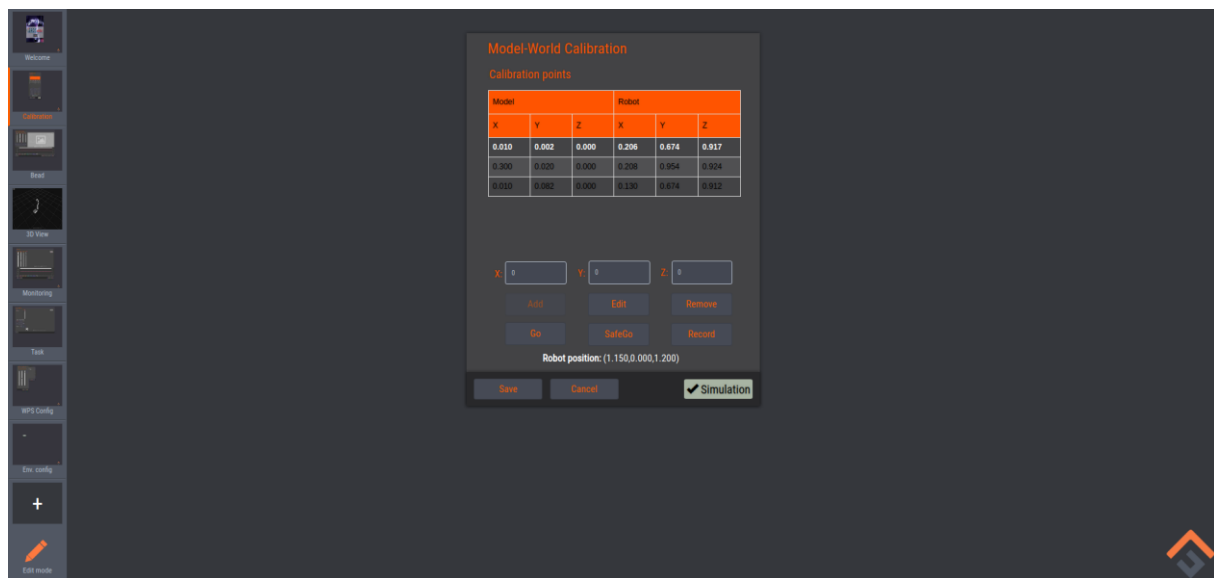 Welcome
Calibration
Bead
3D View
Monitoring
Task
WPS Config
Env. config
+
Edit mode
Model-World Calibration
Calibration points
Model Robot
X Y Z X Y Z
0.010 0.002 0.000 0.206 0.674 0.917
0.300 0.020 0.000 0.208 0.954 0.924
0.010 0.082 0.000 0.130 0.674 0.912
X: 0 Y: 0 Z: 0
Add Edit Remove
Go SafeGo Record
Robot position: (1.150,0.000,1.200)
Save Cancel Simulation